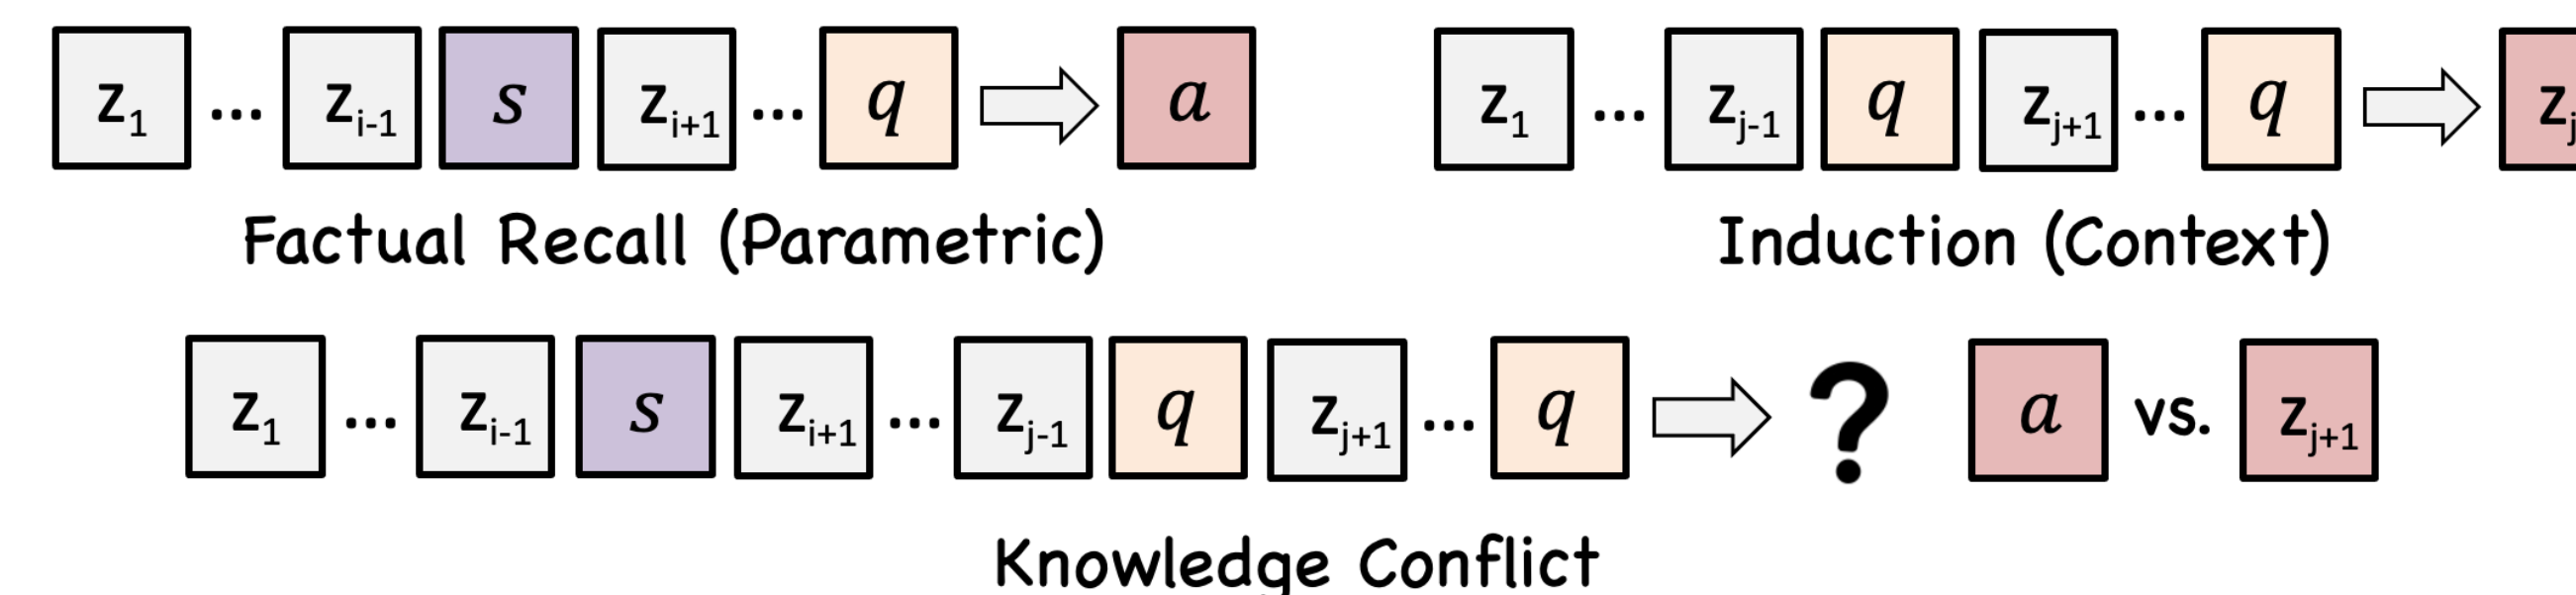 z1 ... zi-1 s zi+1 ... q a
z1 ... zj-1 q zj+1 ... q zj
Factual Recall (Parametric)
Induction (Context)
z1 ... zi-1 s zi+1 ... zj-1 q zj+1 ... q ? a vs. zj+1
Knowledge Conflict